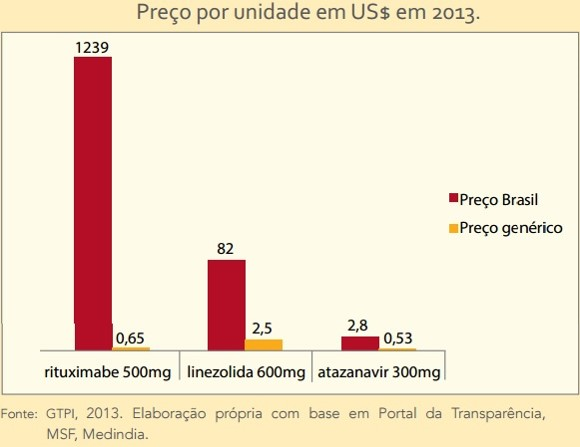 Preço por unidade em US$ em 2013.
1239
82
2,8
0,65
2,5
0,53
Preço Brasil
Preço genérico
rituximabe 500mg
linezolida 600mg
atazanavir 300mg
Fonte: GTPI, 2013. Elaboração própria com base em Portal da Transparência,
MSF, Medindia.